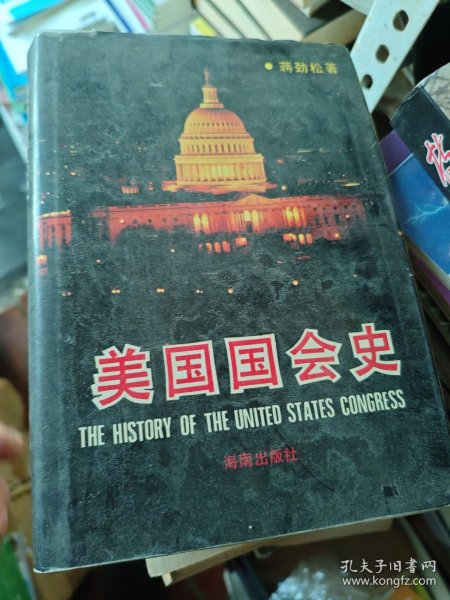 蒋劲松著
美国国会史
THE HISTORY OF THE UNITED STATES CONGRESS
海南出版社
孔夫子旧书网
www.kongfz.com